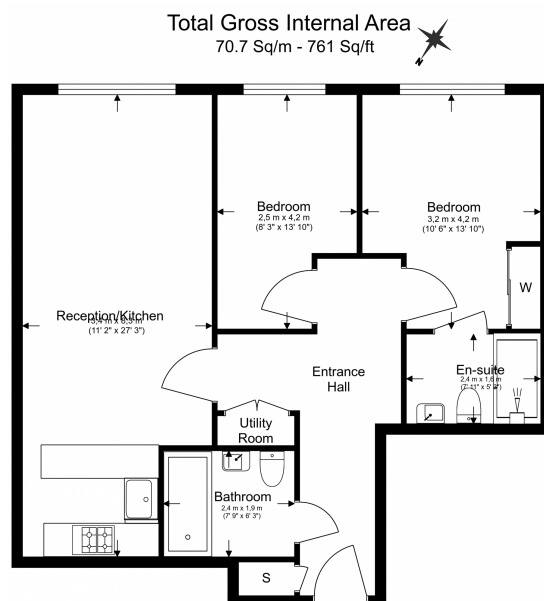 Total Gross Internal Area
70.7 Sq/m - 761 Sq/ft
N
Bedroom
2,5 m x 4,2 m
(8' 3" x 13' 10")
Bedroom
3,2 m x 4,2 m
(10' 6" x 13' 10")
W
Reception/Kitchen
(11' 2" x 27' 3")
Entrance
Hall
En-suite
2,4 m x 1,6 m
Utility
Room
Bathroom
2,4 m x 1,9 m
(7' 9" x 6' 3")
S